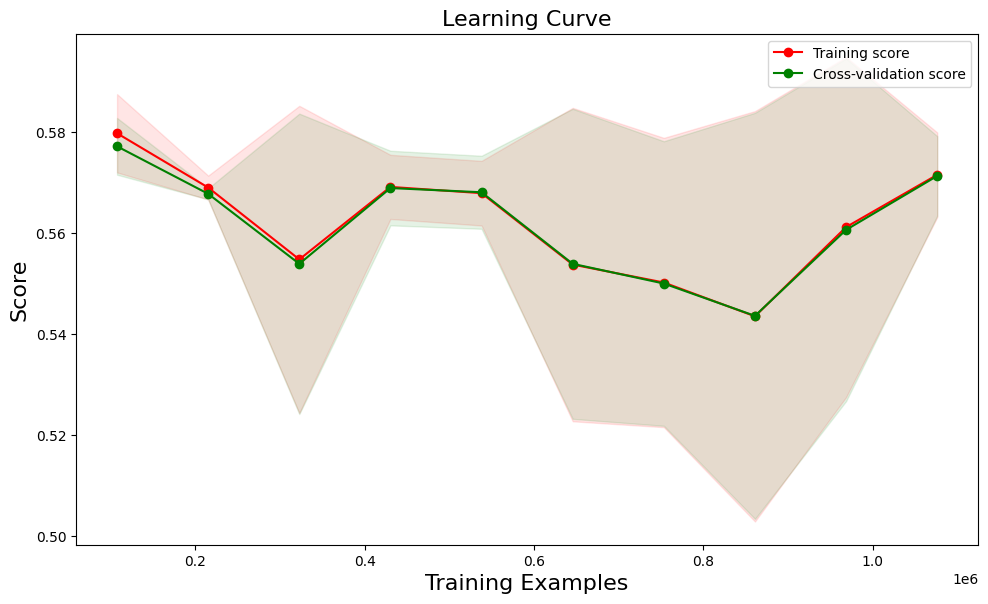 Learning Curve
Training score
Cross-validation score
Score
0.58
0.56
0.54
0.52
0.50
0.2
0.4
0.6
0.8
1.0
1e6
Training Examples